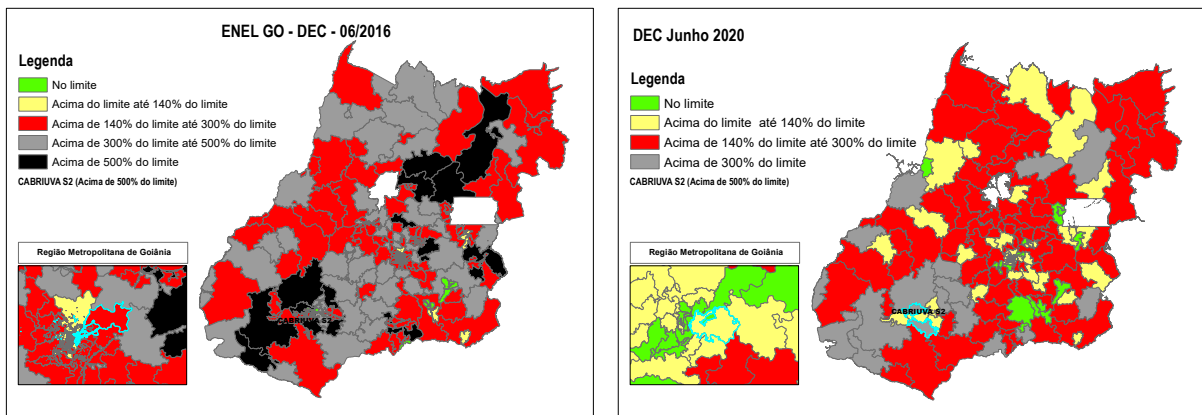 ENEL GO - DEC - 06/2016
Legenda
No limite
Acima do limite até 140% do limite
Acima de 140% do limite até 300% do limite
Acima de 300% do limite até 500% do limite
Acima de 500% do limite
CABRIUVA S2 (Acima de 500% do limite)
Região Metropolitana de Goiânia
CABRIUVA S2
DEC Junho 2020
Legenda
No limite
Acima do limite até 140% do limite
Acima de 140% do limite até 300% do limite
Acima de 300% do limite
CABRIUVA S2 (Acima de 500% do limite)
Região Metropolitana de Goiânia
CABRIUVA S2